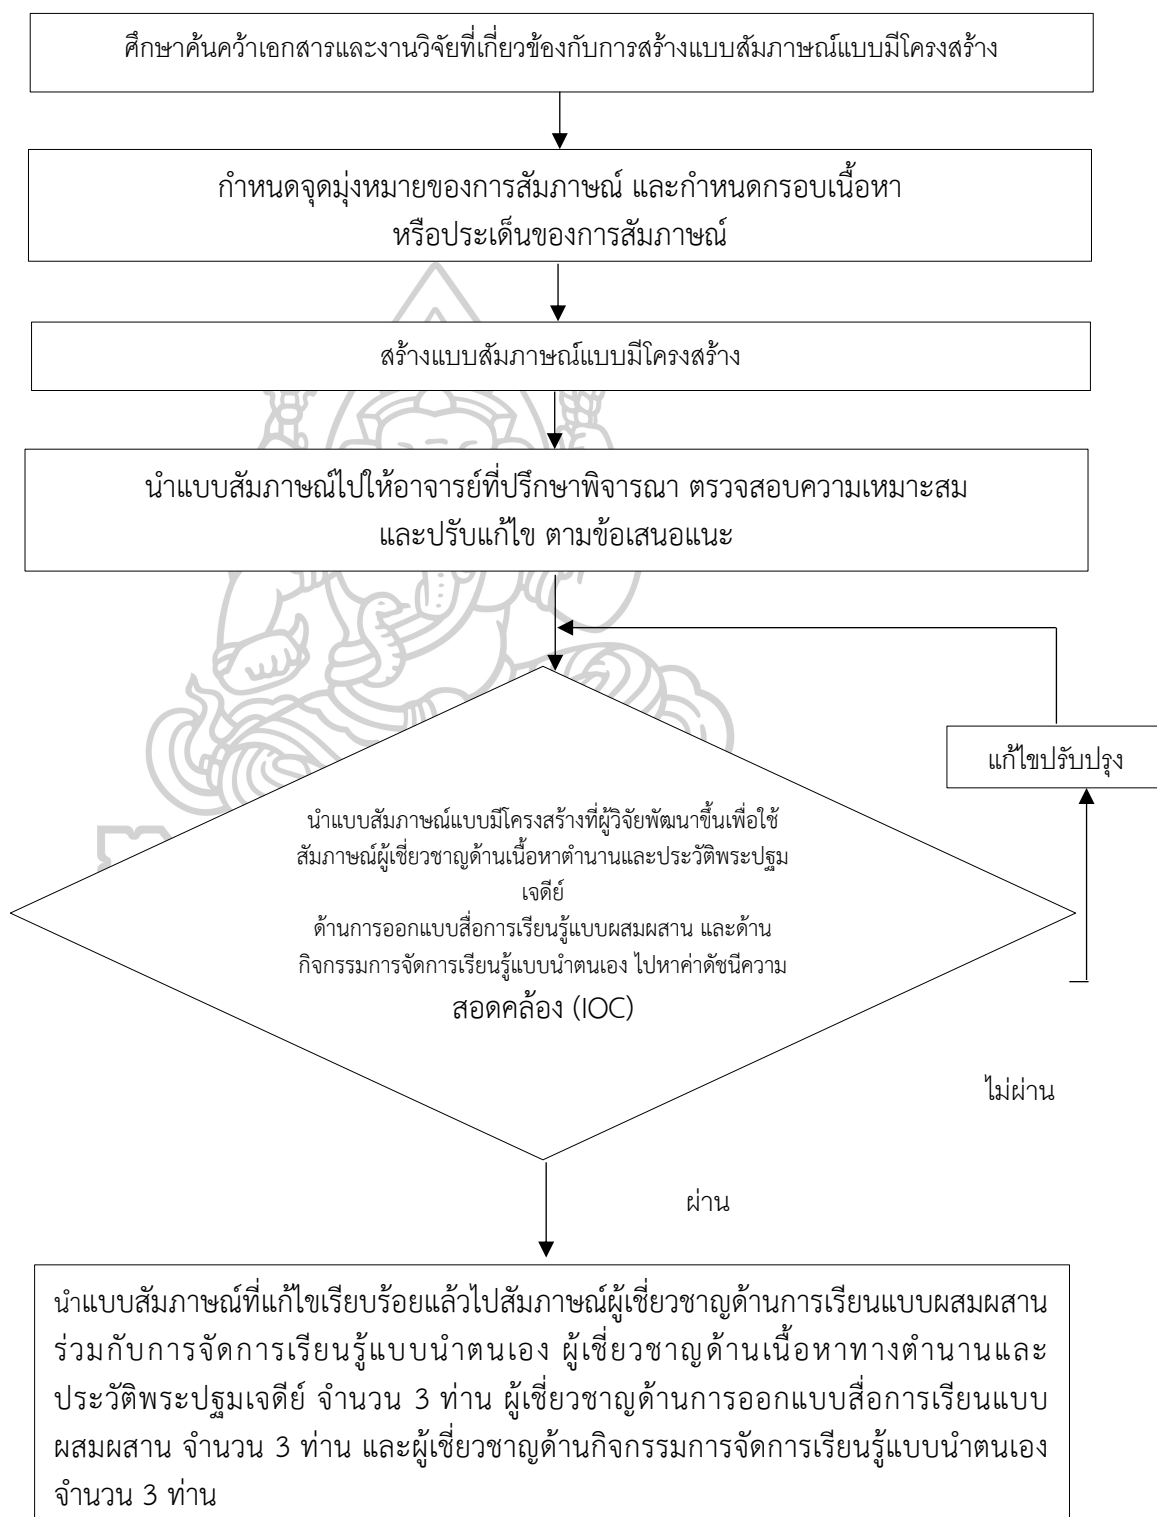 ศึกษาค้นคว้าเอกสารและงานวิจัยที่เกี่ยวข้องกับการสร้างแบบสัมภาษณ์แบบมีโครงสร้าง
กำหนดจุดมุ่งหมายของการสัมภาษณ์ และกำหนดกรอบเนื้อหา
หรือประเด็นของการสัมภาษณ์
สร้างแบบสัมภาษณ์แบบมีโครงสร้าง
นำแบบสัมภาษณ์ไปให้อาจารย์ที่ปรึกษาพิจารณา ตรวจสอบความเหมาะสม
และปรับแก้ไข ตามข้อเสนอแนะ
แก้ไขปรับปรุง
นำแบบสัมภาษณ์แบบมีโครงสร้างที่ผู้วิจัยพัฒนาขึ้นเพื่อใช้
สัมภาษณ์ผู้เชี่ยวชาญด้านเนื้อหาตำนานและประวัติพระปฐม
เจดีย์
ด้านการออกแบบสื่อการเรียนรู้แบบผสมผสาน และด้าน
กิจกรรมการจัดการเรียนรู้แบบนำตนเอง ไปหาค่าดัชนีความ
สอดคล้อง (IOC)
ไม่ผ่าน
ผ่าน
นำแบบสัมภาษณ์ที่แก้ไขเรียบร้อยแล้วไปสัมภาษณ์ผู้เชี่ยวชาญด้านการเรียนแบบผสมผสาน
ร่วมกับการจัดการเรียนรู้แบบนำตนเอง ผู้เชี่ยวชาญด้านเนื้อหาทางตำนานและ
ประวัติพระปฐมเจดีย์ จำนวน 3 ท่าน ผู้เชี่ยวชาญด้านการออกแบบสื่อการเรียนแบบ
ผสมผสาน จำนวน 3 ท่าน และผู้เชี่ยวชาญด้านกิจกรรมการจัดการเรียนรู้แบบนำตนเอง
จำนวน 3 ท่าน